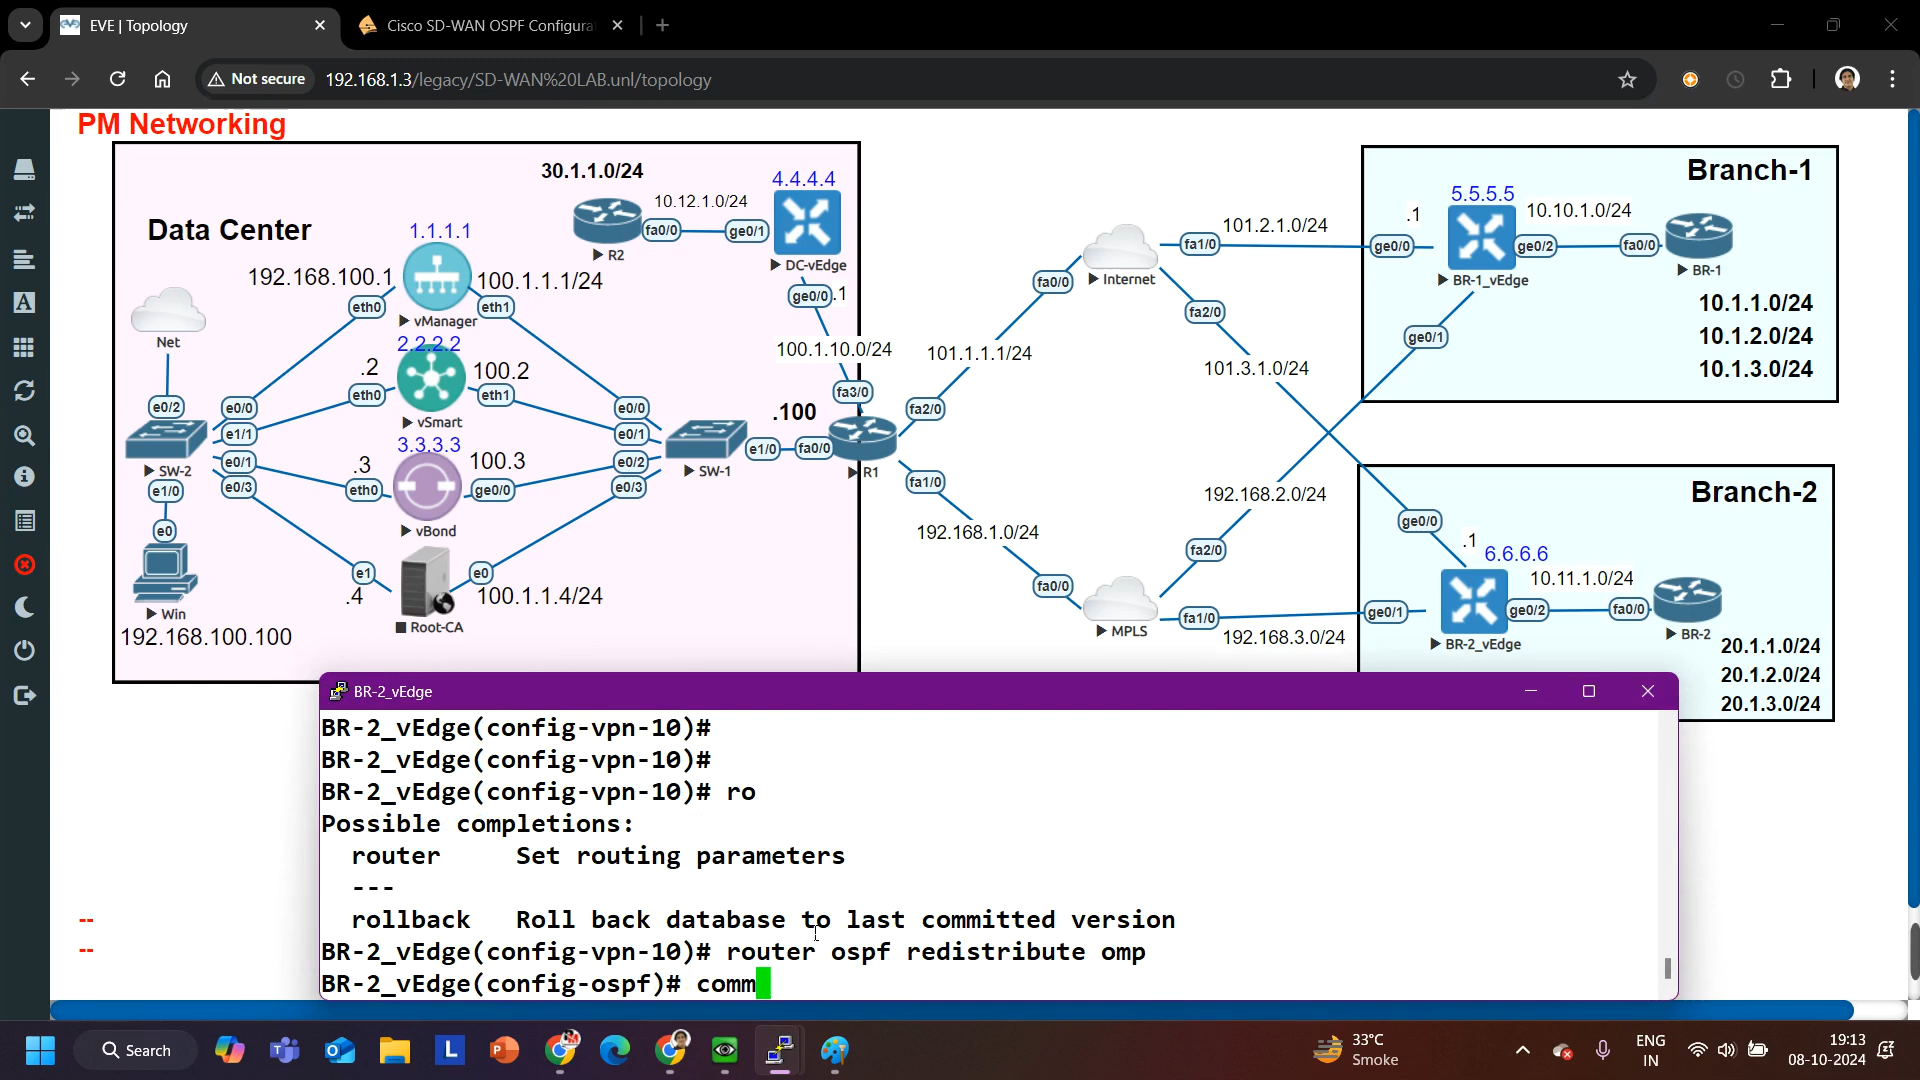 EVE | Topology
Cisco SD-WAN OSPF Configura
Not secure
192.168.1.3/legacy/SD-WAN%20LAB.unl/topology
PM Networking
Data Center
30.1.1.0/24
4.4.4.4
10.12.1.0/24
fa0/0
ge0/1
R2
DC-vEdge
ge0/0
.1
1.1.1.1
192.168.100.1
100.1.1.1/24
eth0
eth1
vManager
Net
2.2.2.2
.2
100.2
eth0
eth1
vSmart
100.1.10.0/24
fa3/0
e0/2
e0/0
e1/1
e0/1
e0/3
SW-2
e1/0
3.3.3.3
.3
100.3
eth0
ge0/0
vBond
e0/0
e0/1
e0/2
e0/3
SW-1
.100
e1/0
fa0/0
R1
e0
Win
192.168.100.100
e1
e0
.4
100.1.1.4/24
Root-CA
fa2/0
101.1.1.1/24
fa0/0
Internet
fa1/0
101.2.1.0/24
fa2/0
101.3.1.0/24
fa1/0
192.168.1.0/24
fa0/0
MPLS
fa2/0
192.168.2.0/24
fa1/0
192.168.3.0/24
Branch-1
5.5.5.5
.1
10.10.1.0/24
ge0/0
ge0/2
fa0/0
BR-1_vEdge
BR-1
ge0/1
10.1.1.0/24
10.1.2.0/24
10.1.3.0/24
Branch-2
ge0/0
.1
6.6.6.6
10.11.1.0/24
ge0/1
ge0/2
fa0/0
BR-2_vEdge
BR-2
20.1.1.0/24
20.1.2.0/24
20.1.3.0/24
--
--
BR-2_vEdge
BR-2_vEdge(config-vpn-10)#
BR-2_vEdge(config-vpn-10)#
BR-2_vEdge(config-vpn-10)# ro
Possible completions:
router Set routing parameters
---
rollback Roll back database to last committed version
BR-2_vEdge(config-vpn-10)# router ospf redistribute omp
BR-2_vEdge(config-ospf)# comm
Search
33°C
Smoke
ENG
IN
19:13
08-10-2024